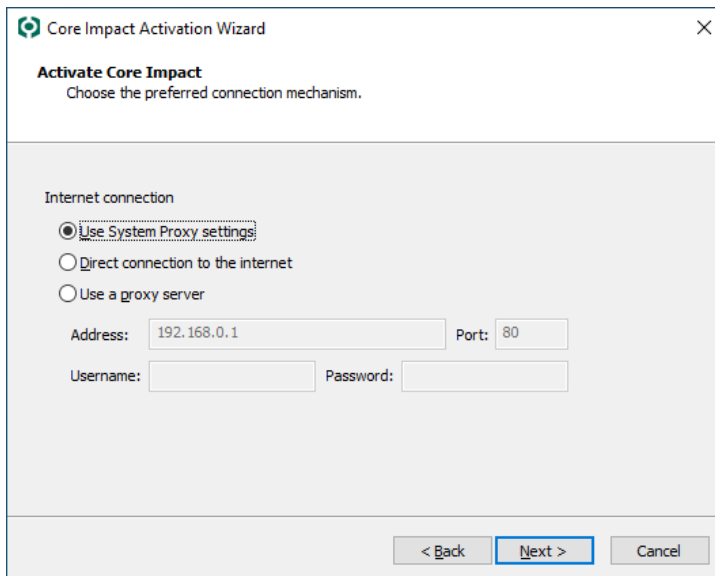 Core Impact Activation Wizard
Activate Core Impact
Choose the preferred connection mechanism.
Internet connection
Use System Proxy settings
Direct connection to the internet
Use a proxy server
Address: 192.168.0.1 Port: 80
Username: Password:
< Back Next > Cancel